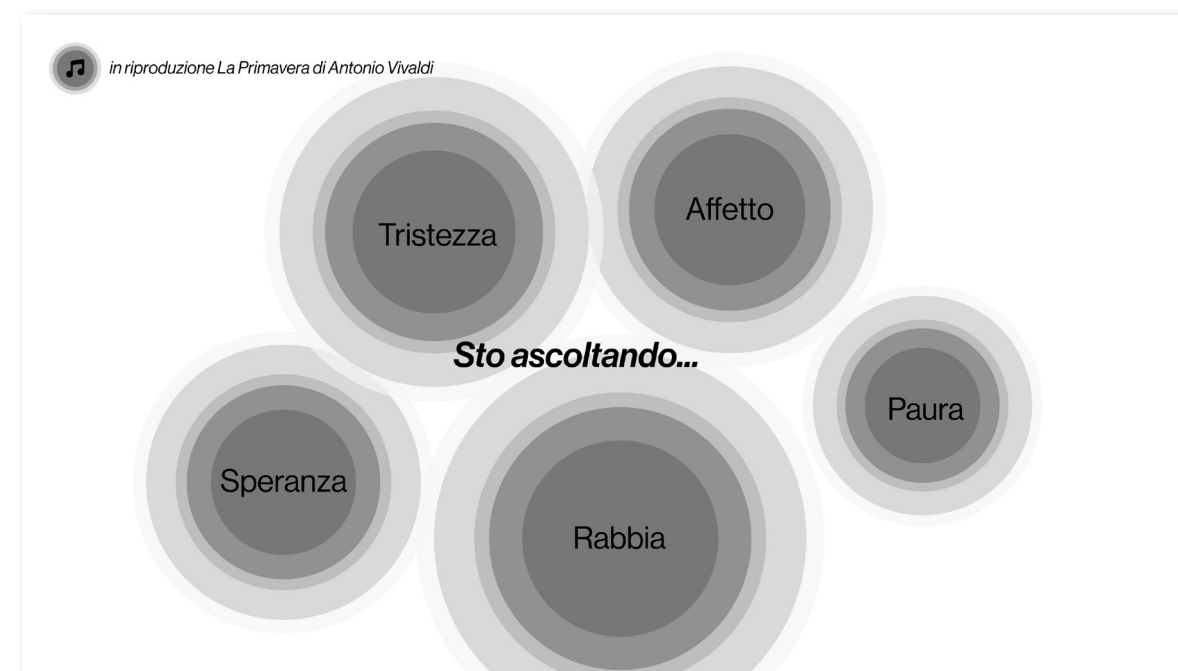 in riproduzione La Primavera di Antonio Vivaldi
Affetto
Tristezza
Sto ascoltando...
Paura
Speranza
Rabbia